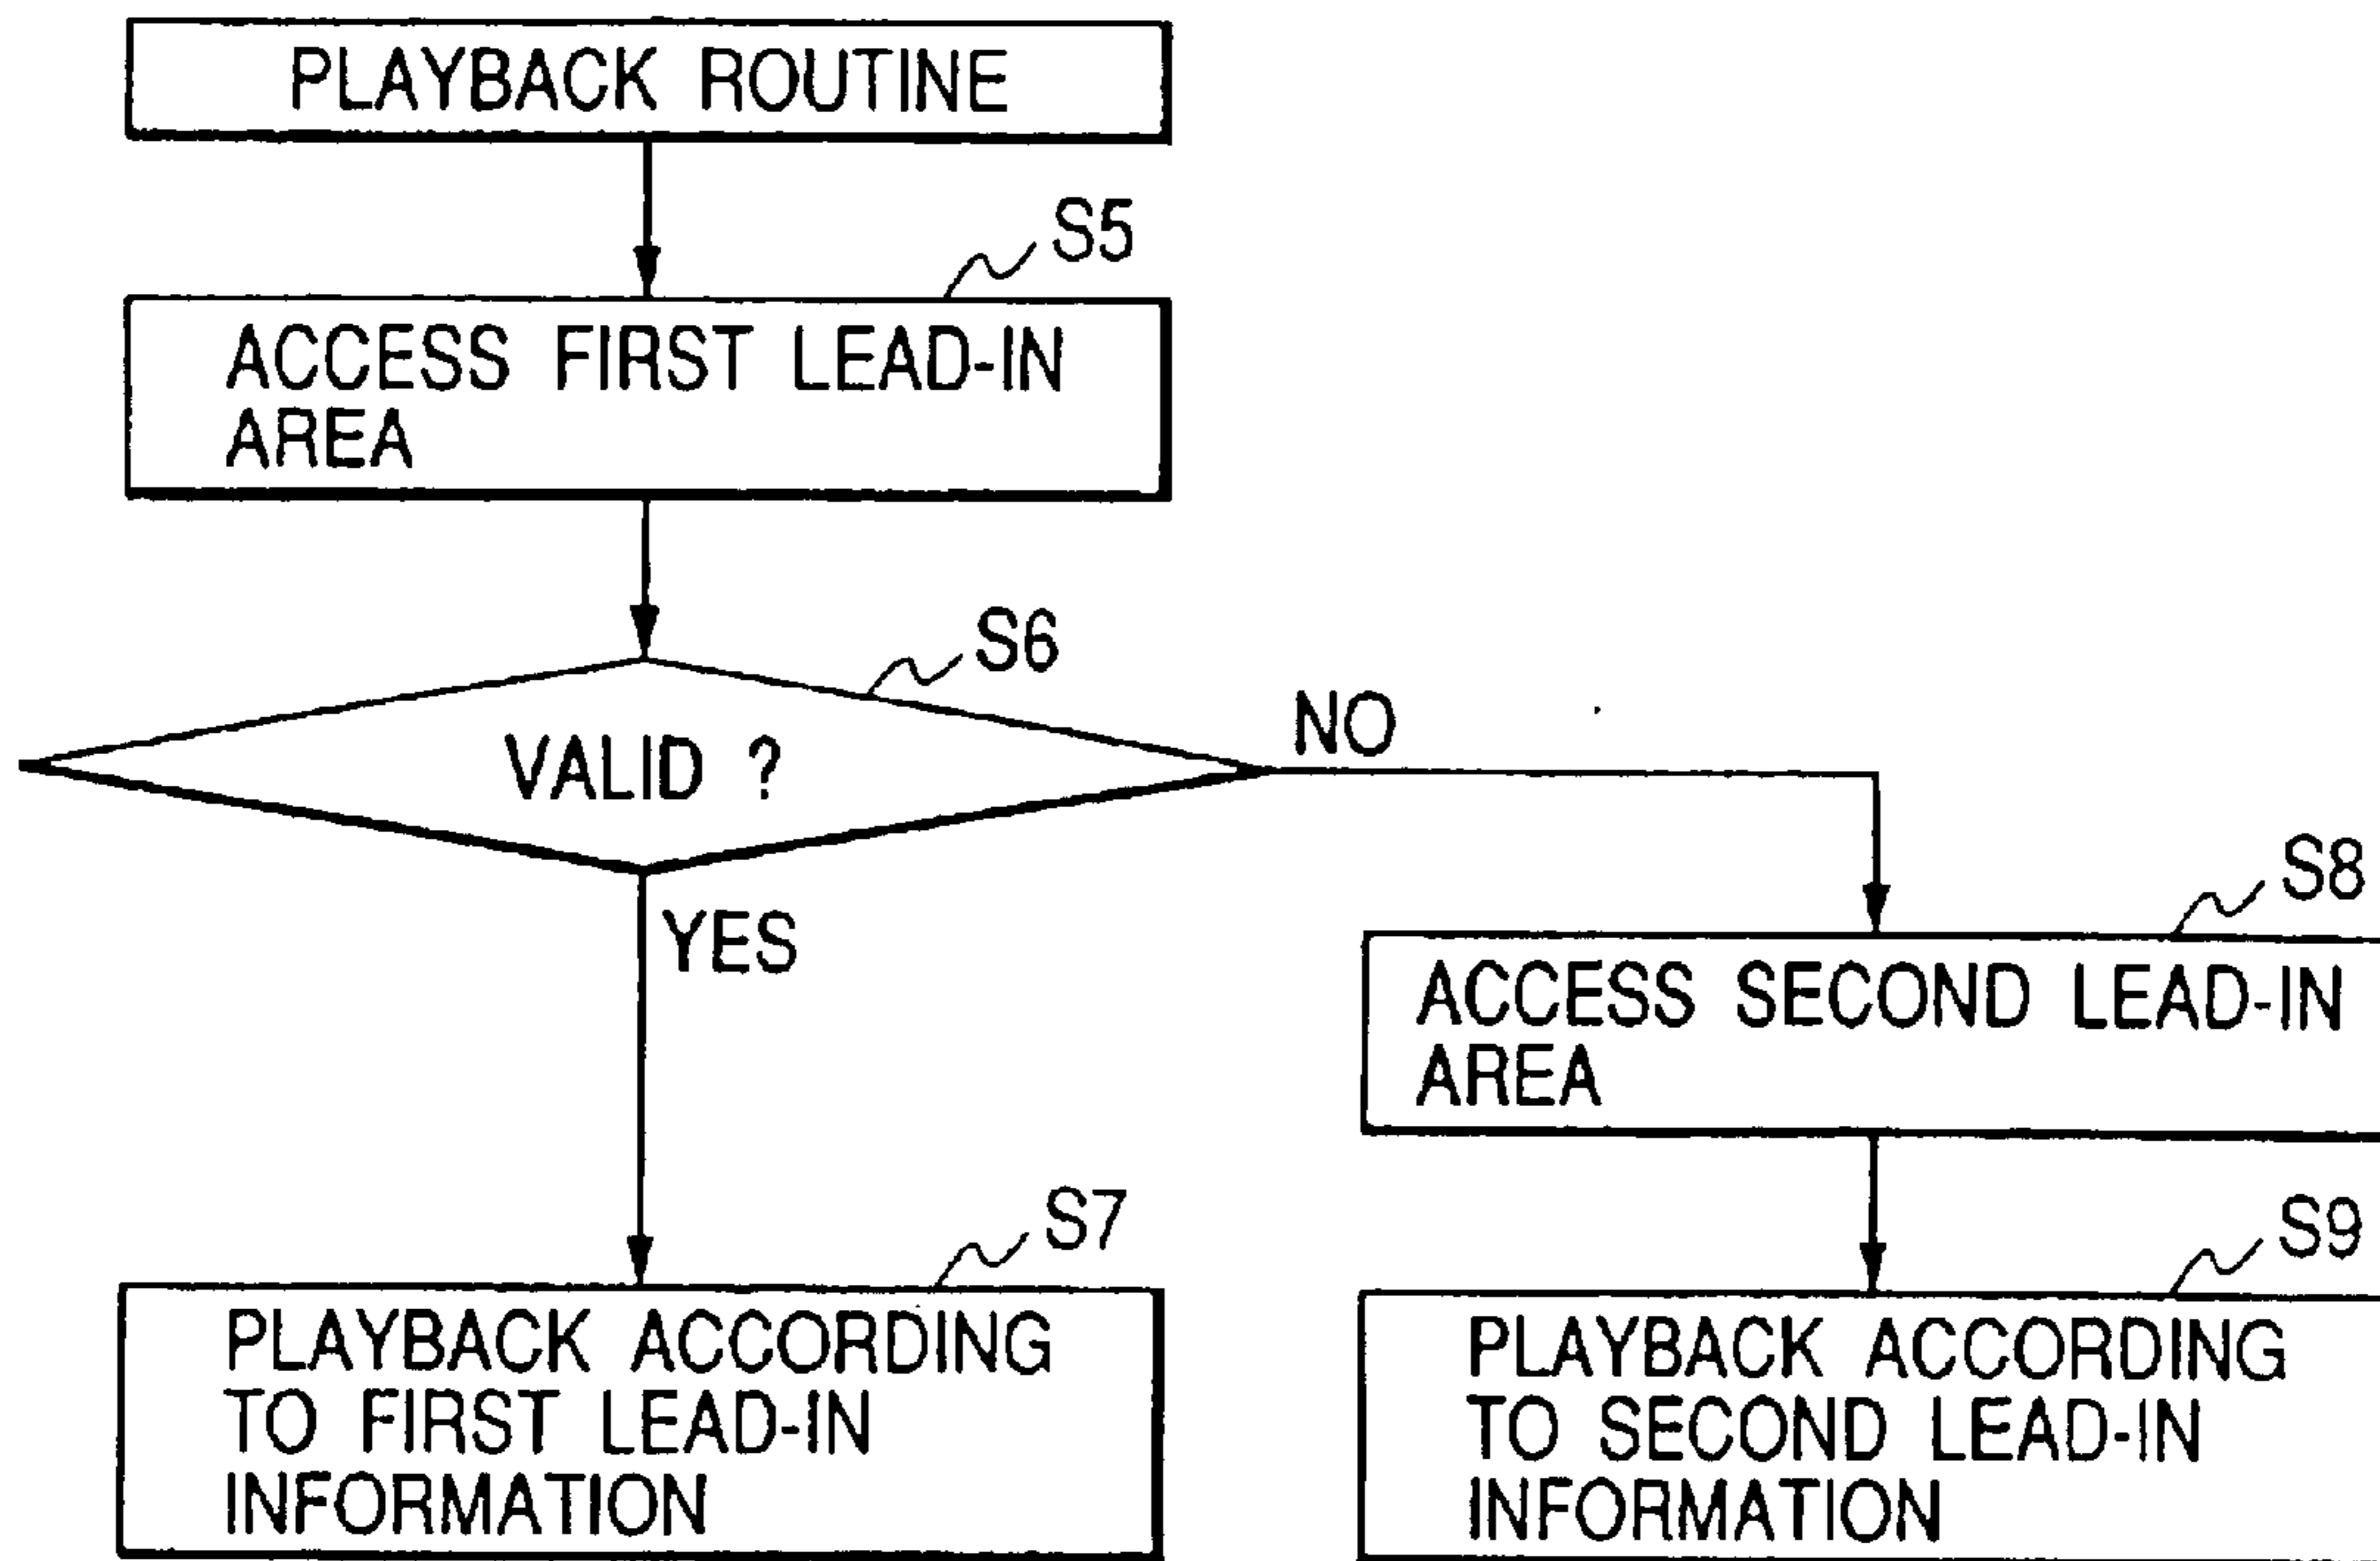 PLAYBACK ROUTINE
S5
ACCESS FIRST LEAD-IN
AREA
S6
VALID ?
NO
YES
S8
ACCESS SECOND LEAD-IN
AREA
S7
PLAYBACK ACCORDING
TO FIRST LEAD-IN
INFORMATION
S9
PLAYBACK ACCORDING
TO SECOND LEAD-IN
INFORMATION